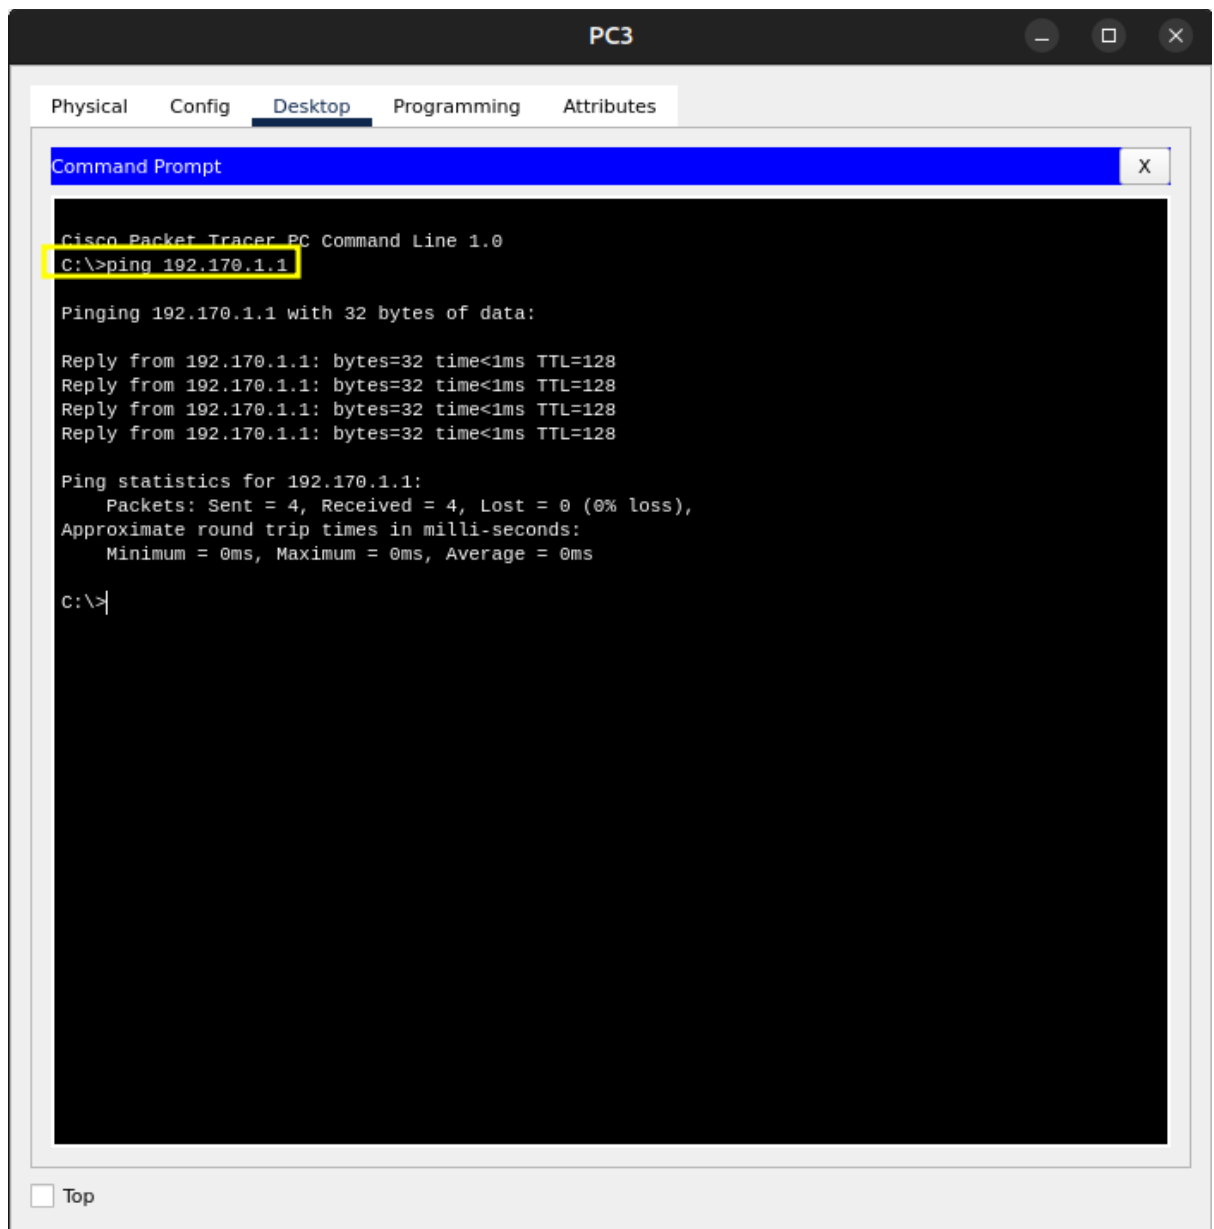 PC3
Physical Config Desktop Programming Attributes
Command Prompt X
Cisco Packet Tracer PC Command Line 1.0
C:\>ping 192.170.1.1
Pinging 192.170.1.1 with 32 bytes of data:
Reply from 192.170.1.1: bytes=32 time<1ms TTL=128
Reply from 192.170.1.1: bytes=32 time<1ms TTL=128
Reply from 192.170.1.1: bytes=32 time<1ms TTL=128
Reply from 192.170.1.1: bytes=32 time<1ms TTL=128
Ping statistics for 192.170.1.1:
Packets: Sent = 4, Received = 4, Lost = 0 (0% loss),
Approximate round trip times in milli-seconds:
Minimum = 0ms, Maximum = 0ms, Average = 0ms
C:\>
Top